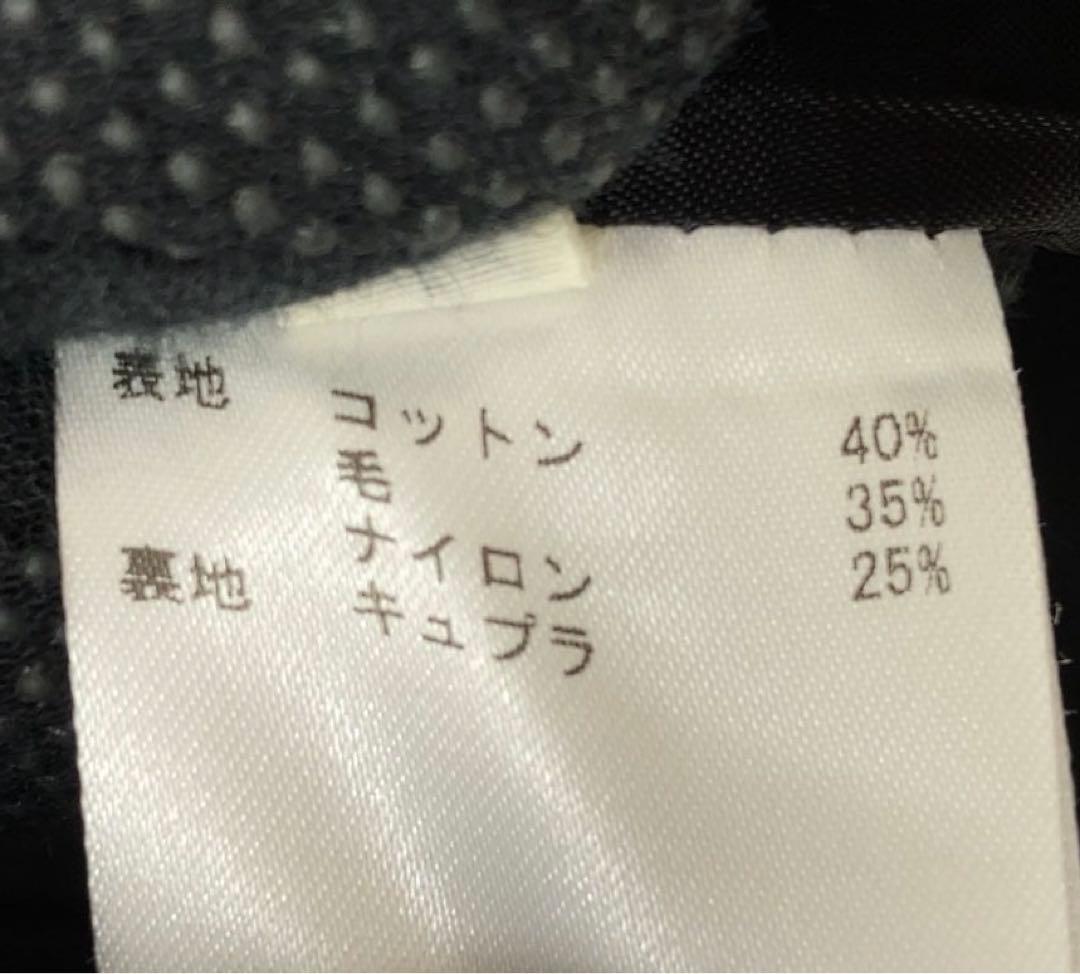 表地 コットン 40%
毛 35%
ナイロン 25%
裏地 キュプラ